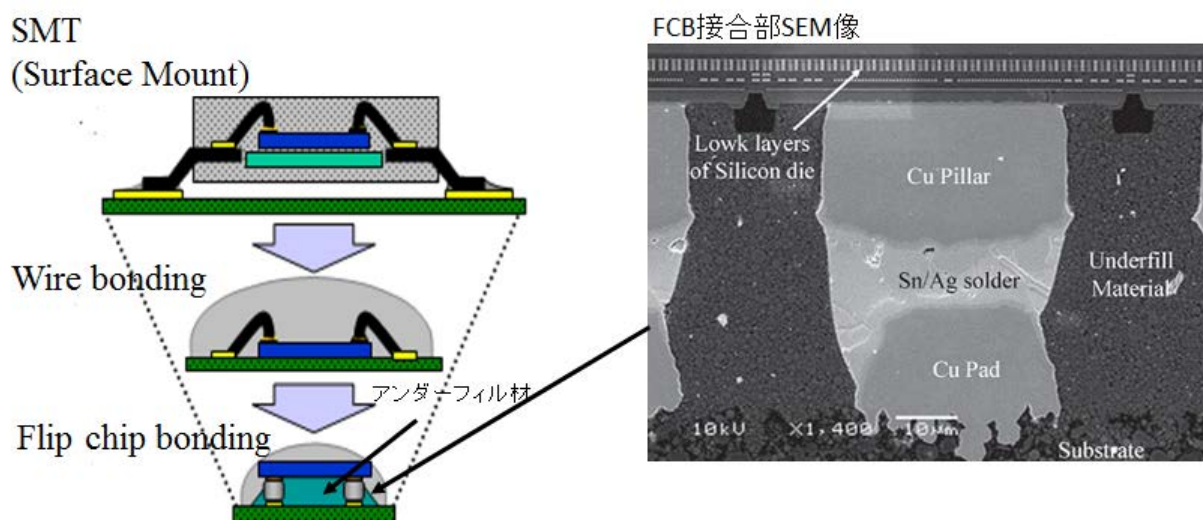 SMT
(Surface Mount)
Wire bonding
アンダーフィル材
Flip chip bonding
FCB接合部SEM像
Lowk layers
of Silicon die
Cu Pillar
Sn/Ag solder
Underfill
Material
Cu Pad
10kU X1,400 10μm
Substrate